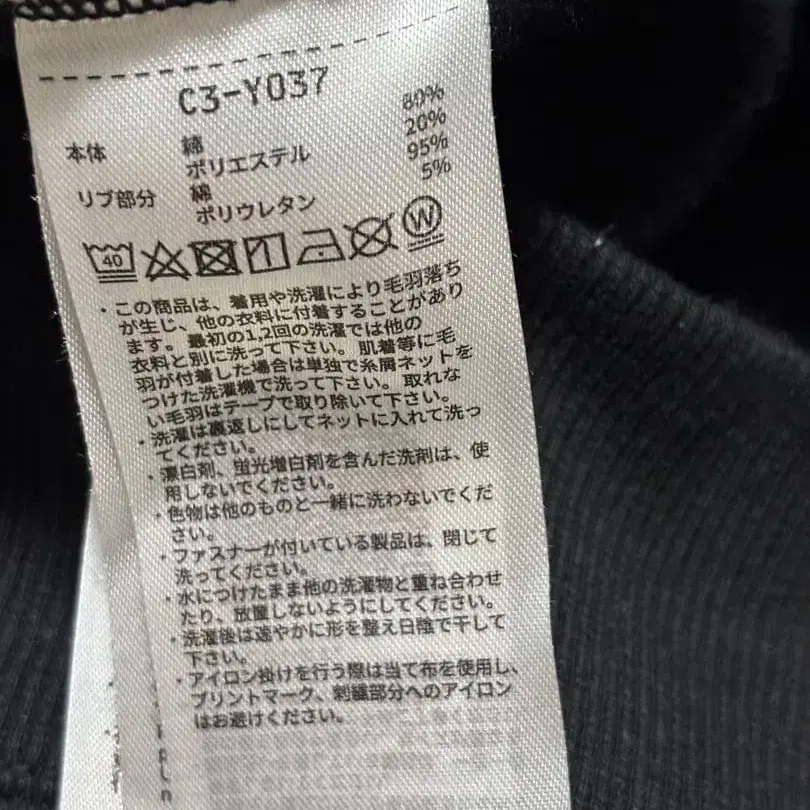 C3-Y037
本体 綿 80%
ポリエステル 20%
リブ部分 綿 95%
ポリウレタン 5%
40
W
・この商品は、着用や洗濯により毛羽落ち
が生じ、他の衣料に付着することがあり
ます。最初の1,2回の洗濯では他の
衣料と別に洗って下さい。肌着等に毛
羽が付着した場合は単独で糸屑ネットを
つけた洗濯機で洗って下さい。取れな
い毛羽はテープで取り除いて下さい。
・洗濯は裏返しにしてネットに入れて洗っ
てください。
・漂白剤、蛍光増白剤を含んだ洗剤は、使
用しないでください。
・色物は他のものと一緒に洗わないでくだ
さい。
・ファスナーが付いている製品は、閉じて
洗ってください。
・水につけたまま他の洗濯物と重ね合わせ
たり、放置しないようにしてください。
・洗濯後は速やかに形を整え日陰で干して
下さい。
・アイロン掛けを行う際は当て布を使用し、
プリントマーク、刺繍部分へのアイロン
はお避けください。